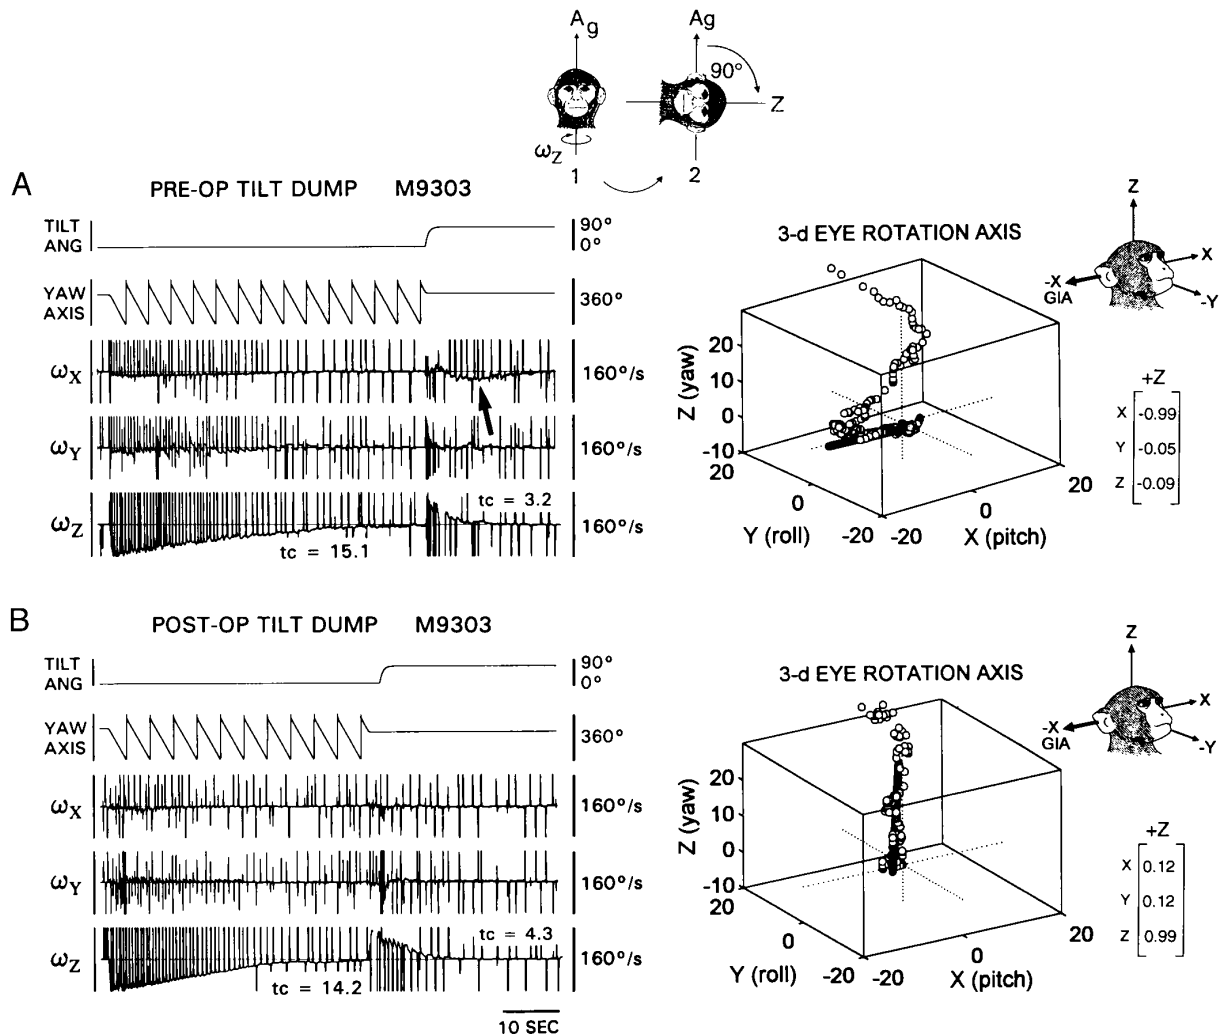 Ag Ag
90°
Z
ωZ
1 2
A
PRE-OP TILT DUMP M9303
TILT ANG 90° 0°
YAW AXIS 360°
ωX 160°/s
ωY 160°/s
tc = 3.2
ωZ 160°/s
tc = 15.1
3-d EYE ROTATION AXIS
Z
X
-X
GIA
-Y
Z (yaw)
20
10
0
-10
20
0
-20
Y (roll)
-20
0
20
X (pitch)
+Z
X -0.99
Y -0.05
Z -0.09
B
POST-OP TILT DUMP M9303
TILT ANG 90° 0°
YAW AXIS 360°
ωX 160°/s
ωY 160°/s
tc = 4.3
ωZ 160°/s
tc = 14.2
10 SEC
3-d EYE ROTATION AXIS
Z
X
-X
GIA
-Y
Z (yaw)
20
10
0
-10
20
0
-20
Y (roll)
-20
0
20
X (pitch)
+Z
X 0.12
Y 0.12
Z 0.99